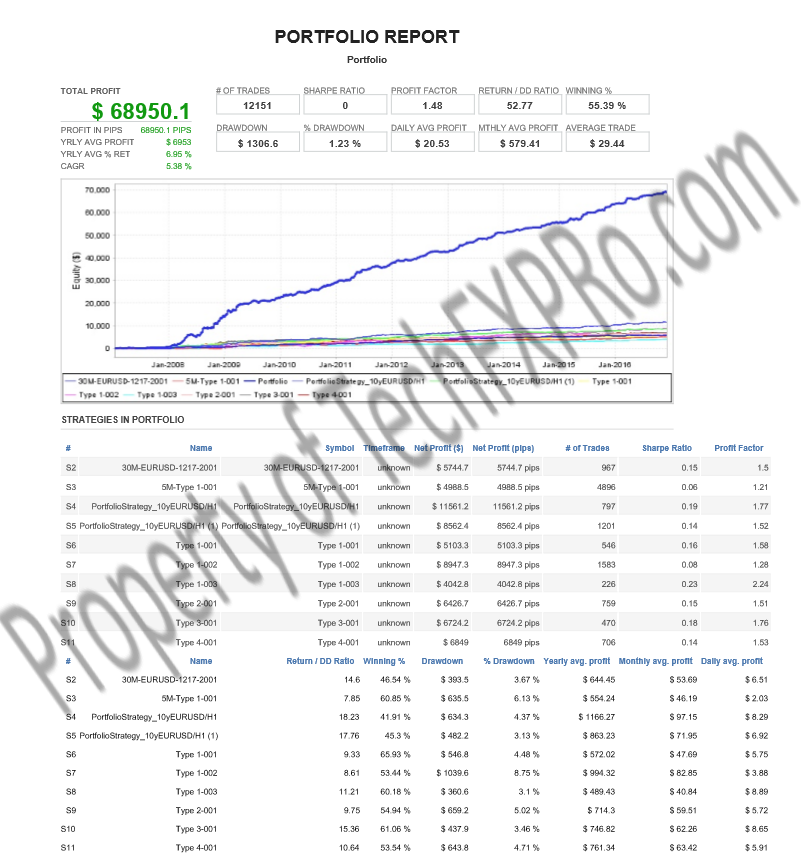 PORTFOLIO REPORT
Portfolio
TOTAL PROFIT
$ 68950.1
PROFIT IN PIPS 68950.1 PIPS
YRLY AVG PROFIT $ 6953
YRLY AVG % RET 6.95 %
CAGR 5.38 %
# OF TRADES SHARPE RATIO PROFIT FACTOR RETURN / DD RATIO WINNING %
12151 0 1.48 52.77 55.39 %
DRAWDOWN % DRAWDOWN DAILY AVG PROFIT MTHLY AVG PROFIT AVERAGE TRADE
$ 1306.6 1.23 % $ 20.53 $ 579.41 $ 29.44
Equity ($)
70,000
60,000
50,000
40,000
30,000
20,000
10,000
0
Jan-2008 Jan-2009 Jan-2010 Jan-2011 Jan-2012 Jan-2013 Jan-2014 Jan-2015 Jan-2016
30M-EURUSD-1217-2001 5M-Type 1-001 Portfolio PortfolioStrategy_10yEURUSD/H1 PortfolioStategy_10yEURUSD/H1 (1) Type 1-001
Type 1-002 Type 1-003 Type 2-001 Type 3-001 Type 4-001
STRATEGIES IN PORTFOLIO
# Name Symbol Timeframe Net Profit ($) Net Profit (pips) # of Trades Sharpe Ratio Profit Factor
S2 30M-EURUSD-1217-2001 30M-EURUSD-1217-2001 unknown $ 5744.7 5744.7 pips 967 0.15 1.5
S3 5M-Type 1-001 5M-Type 1-001 unknown $ 4988.5 4988.5 pips 4896 0.06 1.21
S4 PortfolioStrategy_10yEURUSD/H1 PortfolioStrategy_10yEURUSD/H1 unknown $ 11561.2 11561.2 pips 797 0.19 1.77
S5 PortfolioStrategy_10yEURUSD/H1 (1) PortfolioStrategy_10yEURUSD/H1 (1) unknown $ 8562.4 8562.4 pips 1201 0.14 1.52
S6 Type 1-001 Type 1-001 unknown $ 5103.3 5103.3 pips 546 0.16 1.58
S7 Type 1-002 Type 1-002 unknown $ 8947.3 8947.3 pips 1583 0.08 1.28
S8 Type 1-003 Type 1-003 unknown $ 4042.8 4042.8 pips 226 0.23 2.24
S9 Type 2-001 Type 2-001 unknown $ 6426.7 6426.7 pips 759 0.15 1.51
S10 Type 3-001 Type 3-001 unknown $ 6724.2 6724.2 pips 470 0.18 1.76
S11 Type 4-001 Type 4-001 unknown $ 6849 6849 pips 706 0.14 1.53
# Name Return / DD Ratio Winning % Drawdown % Drawdown Yearly avg. profit Monthly avg. profit Daily avg. profit
S2 30M-EURUSD-1217-2001 14.6 46.54 % $ 393.5 3.67 % $ 644.45 $ 53.69 $ 6.51
S3 5M-Type 1-001 7.85 60.85 % $ 635.5 6.13 % $ 554.24 $ 46.19 $ 2.03
S4 PortfolioStrategy_10yEURUSD/H1 18.23 41.91 % $ 634.3 4.37 % $ 1166.27 $ 97.15 $ 8.29
S5 PortfolioStrategy_10yEURUSD/H1 (1) 17.76 45.3 % $ 482.2 3.13 % $ 863.23 $ 71.95 $ 6.92
S6 Type 1-001 9.33 65.93 % $ 546.8 4.48 % $ 572.02 $ 47.69 $ 5.75
S7 Type 1-002 8.61 53.44 % $ 1039.6 8.75 % $ 994.32 $ 82.85 $ 3.88
S8 Type 1-003 11.21 60.18 % $ 360.6 3.1 % $ 489.43 $ 40.84 $ 8.89
S9 Type 2-001 9.75 54.94 % $ 659.2 5.02 % $ 714.3 $ 59.51 $ 5.72
S10 Type 3-001 15.36 61.06 % $ 437.9 3.46 % $ 746.82 $ 62.26 $ 8.65
S11 Type 4-001 10.64 53.54 % $ 643.8 4.71 % $ 761.34 $ 63.42 $ 5.91
Property of TechFXPRo.com